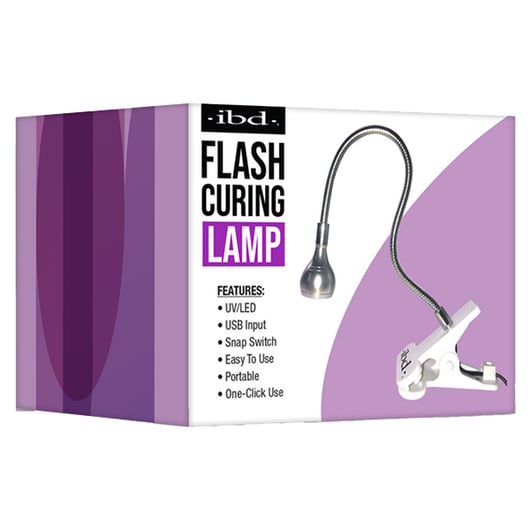 ·ibd·
FLASH
CURING
LAMP
FEATURES:
• UV/LED
• USB Input
• Snap Switch
• Easy To Use
• Portable
• One-Click Use
ibd·